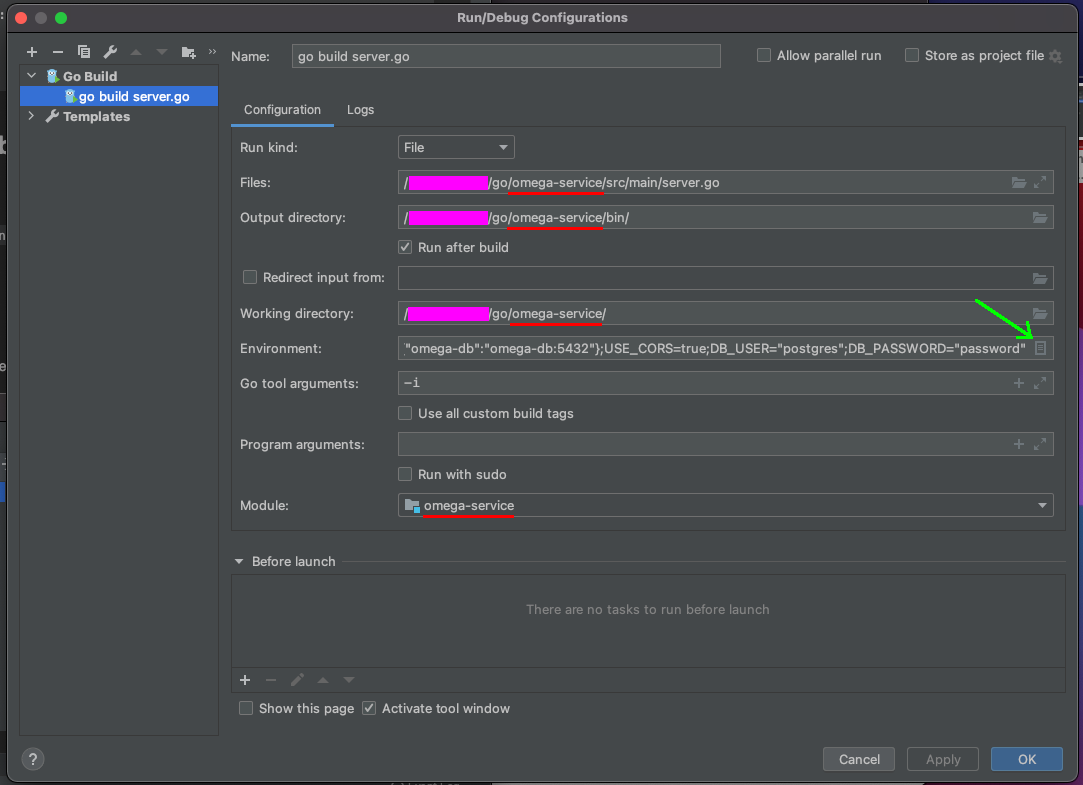 Run/Debug Configurations
Name: go build server.go Allow parallel run Store as project file
Go Build
go build server.go
Templates
Configuration Logs
Run kind: File
Files: / /go/omega-service/src/main/server.go
Output directory: / /go/omega-service/bin/
Run after build
Redirect input from:
Working directory: / /go/omega-service/
Environment: "omega-db":"omega-db:5432"};USE_CORS=true;DB_USER="postgres";DB_PASSWORD="password"
Go tool arguments: -i
Use all custom build tags
Program arguments:
Run with sudo
Module: omega-service
Before launch
There are no tasks to run before launch
Show this page Activate tool window
? Cancel Apply OK